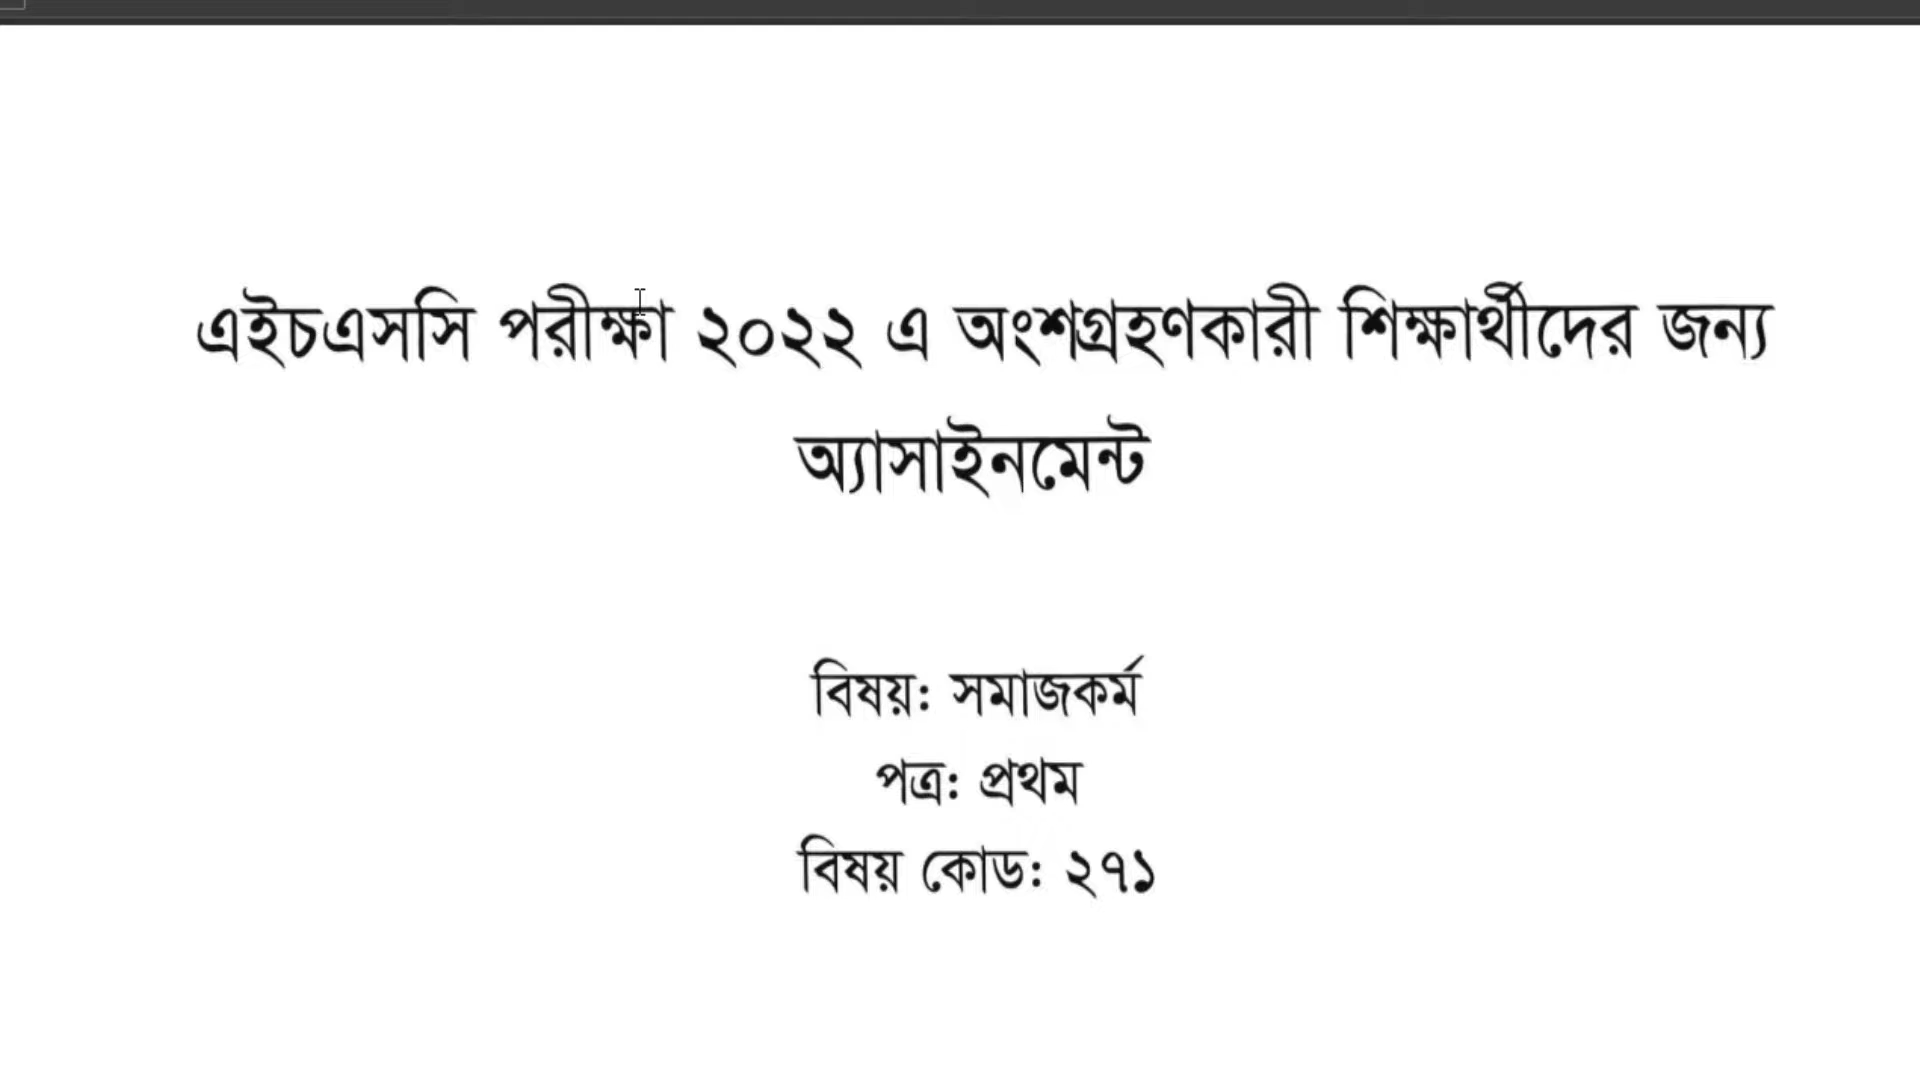 এইচএসসি পরীক্ষা ২০২২ এ অংশগ্রহণকারী শিক্ষার্থীদের জন্য
অ্যাসাইনমেন্ট
বিষয়: সমাজকর্ম
পত্র: প্রথম
বিষয় কোড: ২৭১